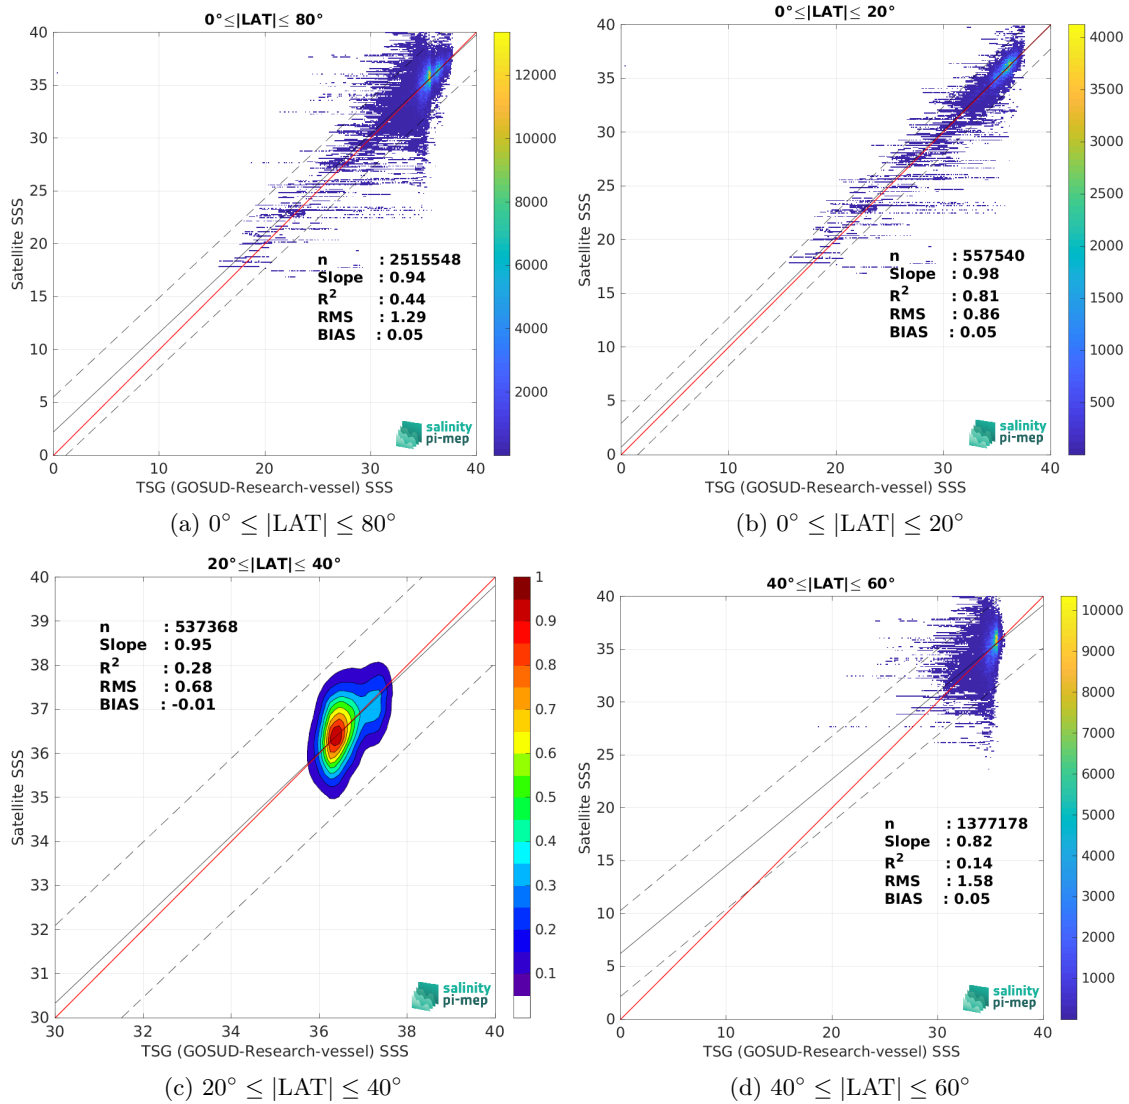 0°≤|LAT|≤ 80°
40
35
30
25
20
15
10
5
0
Satellite SSS
n : 2515548
Slope : 0.94
R2 : 0.44
RMS : 1.29
BIAS : 0.05
salinity
pi-mep
0 10 20 30 40
TSG (GOSUD-Research-vessel) SSS
12000
10000
8000
6000
4000
2000
(a) 0° ≤ |LAT| ≤ 80°
0°≤|LAT|≤ 20°
40
35
30
25
20
15
10
5
0
Satellite SSS
n : 557540
Slope : 0.98
R2 : 0.81
RMS : 0.86
BIAS : 0.05
salinity
pi-mep
0 10 20 30 40
TSG (GOSUD-Research-vessel) SSS
4000
3500
3000
2500
2000
1500
1000
500
(b) 0° ≤ |LAT| ≤ 20°
20°≤|LAT|≤ 40°
40
39
38
37
36
35
34
33
32
31
30
Satellite SSS
n : 537368
Slope : 0.95
R2 : 0.28
RMS : 0.68
BIAS : -0.01
salinity
pi-mep
30 32 34 36 38 40
TSG (GOSUD-Research-vessel) SSS
1
0.9
0.8
0.7
0.6
0.5
0.4
0.3
0.2
0.1
(c) 20° ≤ |LAT| ≤ 40°
40°≤|LAT|≤ 60°
40
35
30
25
20
15
10
5
0
Satellite SSS
n : 1377178
Slope : 0.82
R2 : 0.14
RMS : 1.58
BIAS : 0.05
salinity
pi-mep
0 10 20 30 40
TSG (GOSUD-Research-vessel) SSS
10000
9000
8000
7000
6000
5000
4000
3000
2000
1000
(d) 40° ≤ |LAT| ≤ 60°